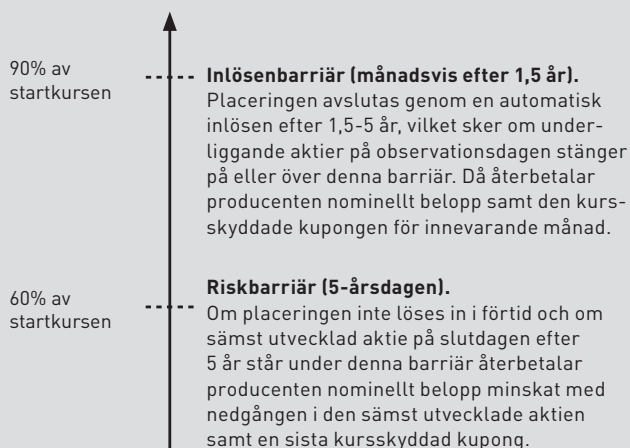 90% av
startkursen
Inlösenbarriär (månadsvis efter 1,5 år).
Placeringen avslutas genom en automatisk
inlösen efter 1,5-5 år, vilket sker om under-
liggande aktier på observationsdagen stänger
på eller över denna barriär. Då återbetalar
producenten nominellt belopp samt den kurs-
skyddade kupongen för innevarande månad.
60% av
startkursen
Riskbarriär (5-årsdagen).
Om placeringen inte löses in i förtid och om
sämst utvecklad aktie på slutdagen efter
5 år står under denna barriär återbetalar
producenten nominellt belopp minskat med
nedgången i den sämst utvecklade aktien
samt en sista kursskyddad kupong.